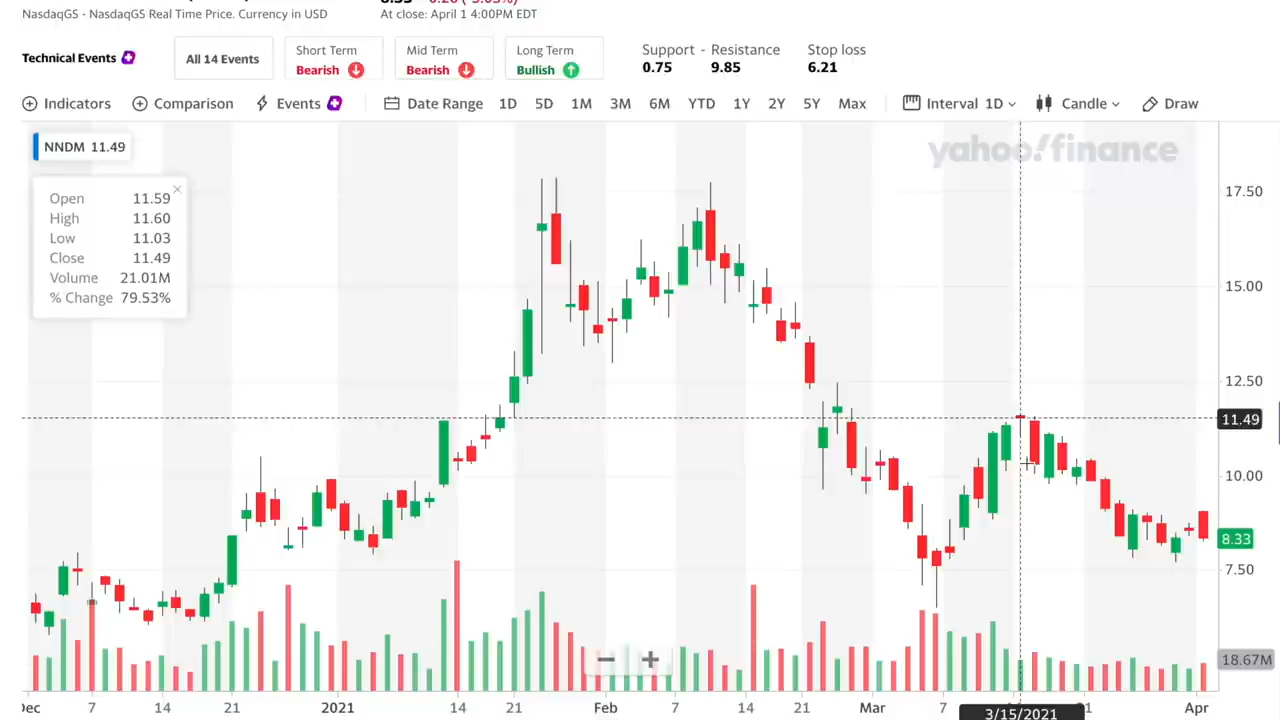 NasdaqGS - NasdaqGS Real Time Price. Currency in USD
At close: April 1 4:00PM EDT
Technical Events
All 14 Events
Short Term
Bearish
Mid Term
Bearish
Long Term
Bullish
Support - Resistance
0.75 9.85
Stop loss
6.21
Indicators Comparison Events Date Range 1D 5D 1M 3M 6M YTD 1Y 2Y 5Y Max Interval 1D Candle Draw
NNDM 11.49
yahoo!finance
Open 11.59
High 11.60
Low 11.03
Close 11.49
Volume 21.01M
% Change 79.53%
17.50
15.00
12.50
11.49
10.00
8.33
7.50
18.67M
7 14 21 2021 14 21 Feb 7 14 21 Mar 7 Apr
3/15/2021